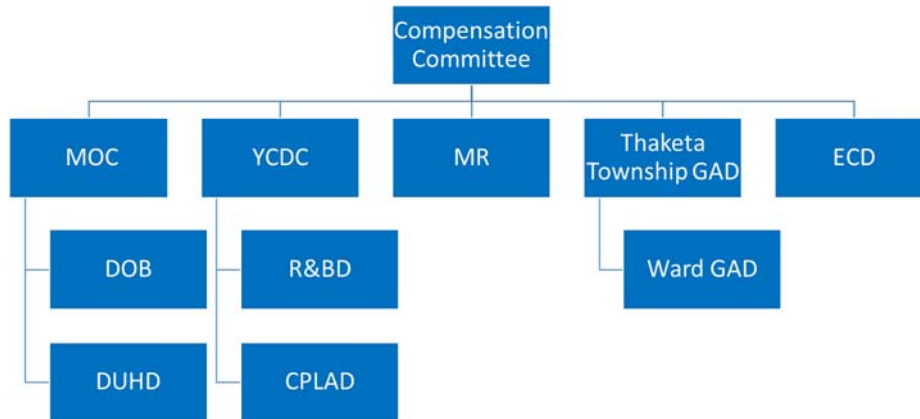 Compensation
Committee
MOC
YCDC
MR
Thaketa
Township GAD
ECD
DOB
R&BD
Ward GAD
DUHD
CPLAD